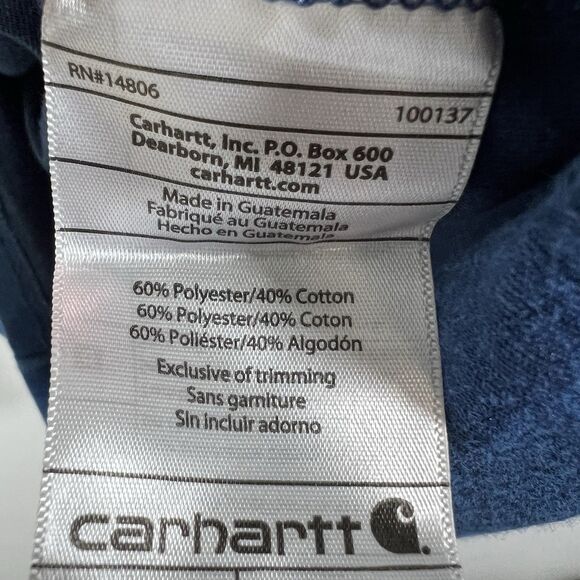 RN#14806
100137
Carhartt, Inc. P.O. Box 600
Dearborn, MI 48121 USA
carhartt.com
Made in Guatemala
Fabriqué au Guatemala
Hecho en Guatemala
60% Polyester/40% Cotton
60% Polyester/40% Coton
60% Poliéster/40% Algodón
Exclusive of trimming
Sans garniture
Sin incluir adorno
carhartt